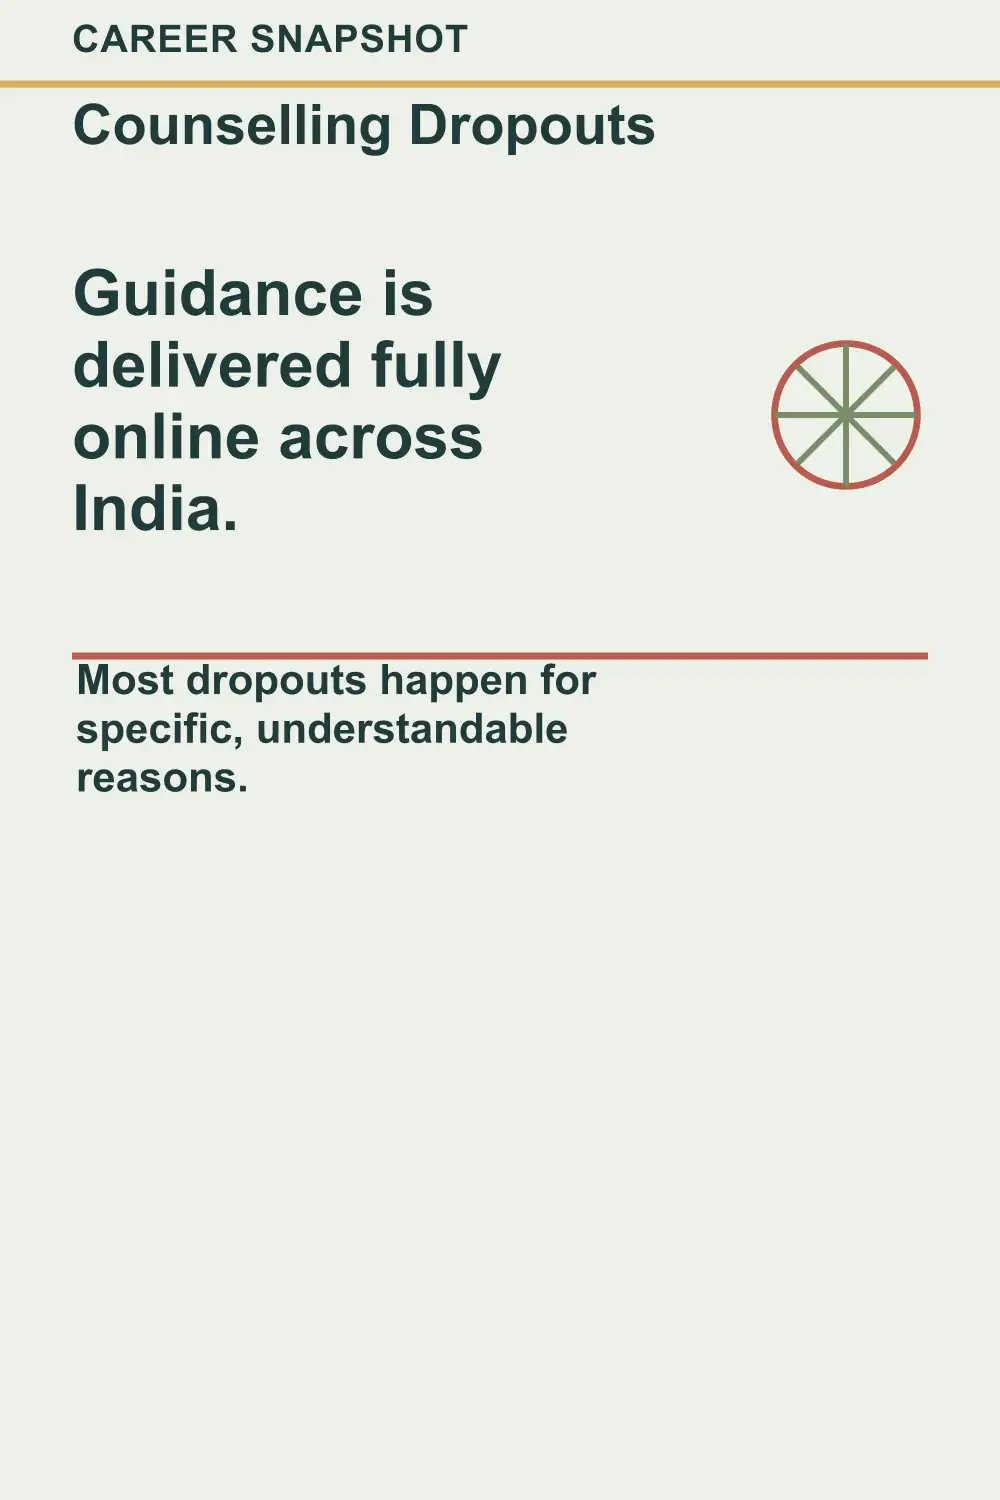 CAREER SNAPSHOT
Counselling Dropouts
Guidance is
delivered fully
online across
India.
Most dropouts happen for
specific, understandable
reasons.